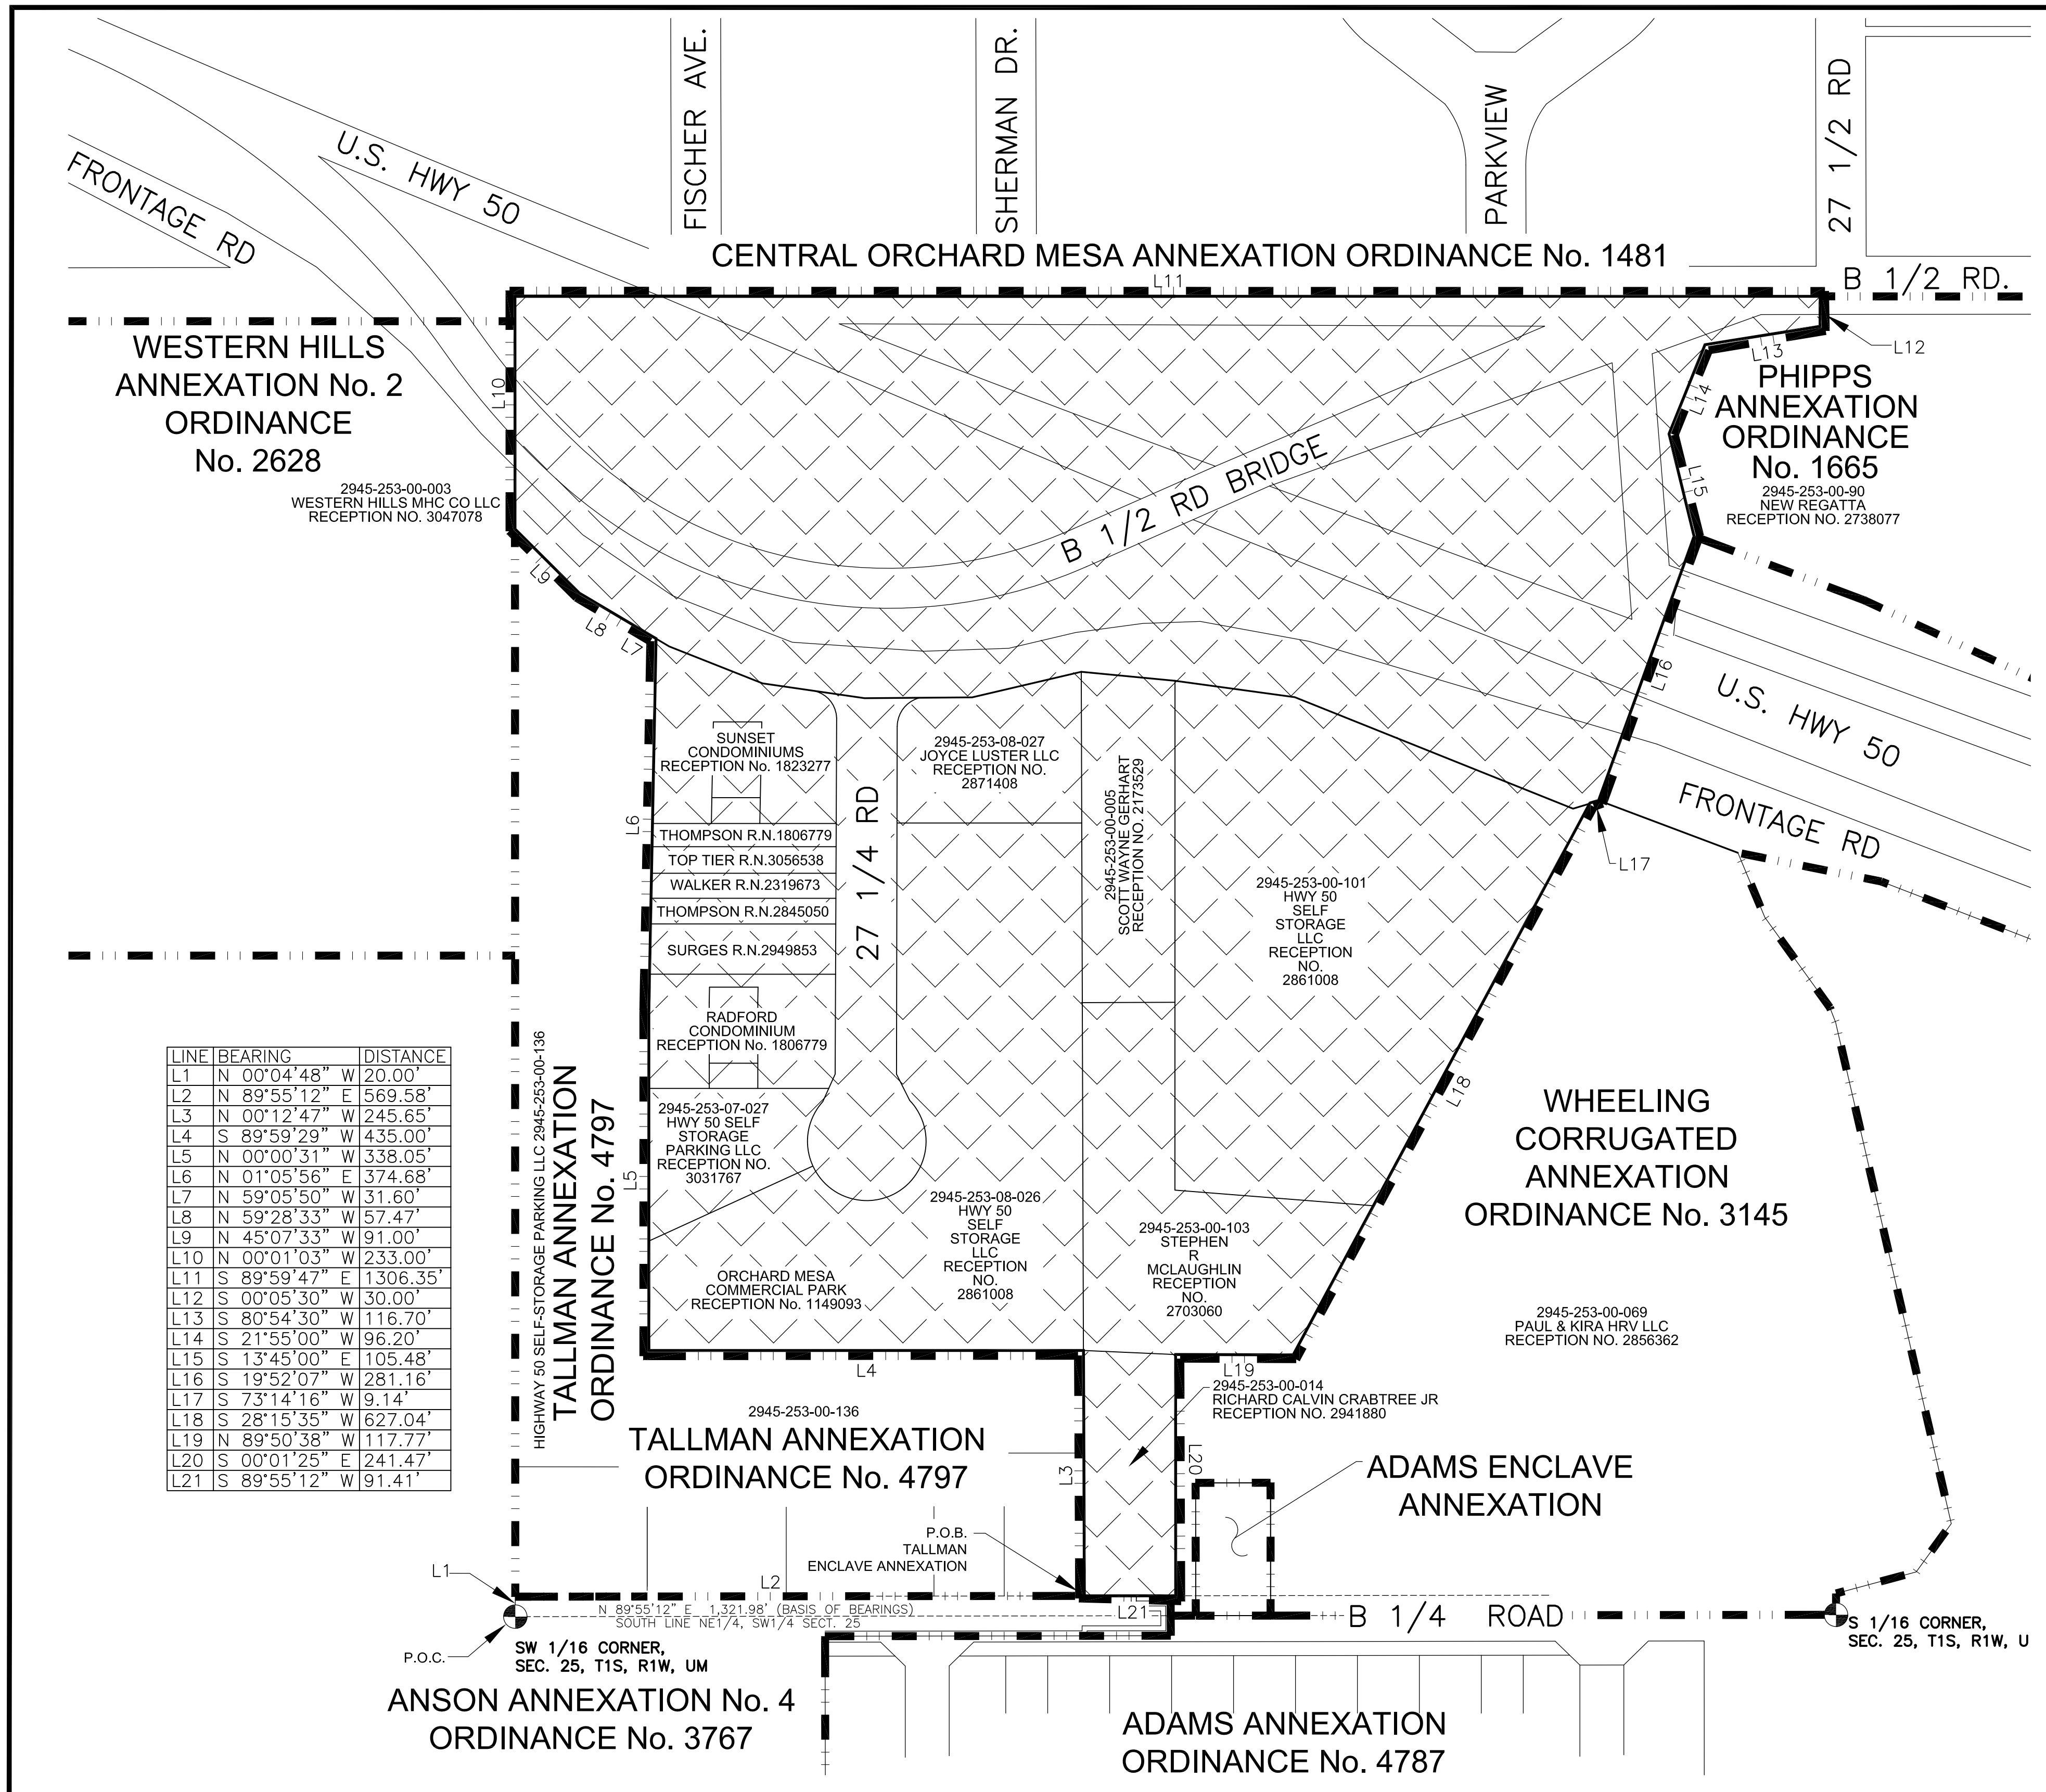 FISCHER AVE.
SHERMAN DR.
PARKVIEW
27 1/2 RD
U.S. HWY 50
FRONTAGE RD
CENTRAL ORCHARD MESA ANNEXATION ORDINANCE No. 1481
L11
B 1/2 RD.
WESTERN HILLS
ANNEXATION No. 2
ORDINANCE
No. 2628
2945-253-00-003
WESTERN HILLS MHC CO LLC
RECEPTION NO. 3047078
L10
L12
L13
L14
L15
PHIPPS
ANNEXATION
ORDINANCE
No. 1665
2945-253-00-90
NEW REGATTA
RECEPTION NO. 2738077
B 1/2 RD BRIDGE
L9
L8
L7
L16
U.S. HWY 50
FRONTAGE RD
L17
SUNSET
CONDOMINIUMS
RECEPTION No. 1823277
2945-253-08-027
JOYCE LUSTER LLC
RECEPTION NO.
2871408
2945-253-00-005
SCOTT WAYNE GERHART
RECEPTION NO. 2173529
L6
THOMPSON R.N.1806779
TOP TIER R.N.3056538
WALKER R.N.2319673
THOMPSON R.N.2845050
SURGES R.N.2949853
27 1/4 RD
2945-253-00-101
HWY 50
SELF
STORAGE
LLC
RECEPTION
NO.
2861008
RADFORD
CONDOMINIUM
RECEPTION No. 1806779
LINE BEARING DISTANCE
L1 N 00°04'48" W 20.00'
L2 N 89°55'12" E 569.58'
L3 N 00°12'47" W 245.65'
L4 S 89°59'29" W 435.00'
L5 N 00°00'31" W 338.05'
L6 N 01°05'56" E 374.68'
L7 N 59°05'50" W 31.60'
L8 N 59°28'33" W 57.47'
L9 N 45°07'33" W 91.00'
L10 N 00°01'03" W 233.00'
L11 S 89°59'47" E 1306.35'
L12 S 00°05'30" W 30.00'
L13 S 80°54'30" W 116.70'
L14 S 21°55'00" W 96.20'
L15 S 13°45'00" E 105.48'
L16 S 19°52'07" W 281.16'
L17 S 73°14'16" W 9.14'
L18 S 28°15'35" W 627.04'
L19 N 89°50'38" W 117.77'
L20 S 00°01'25" E 241.47'
L21 S 89°55'12" W 91.41'
HIGHWAY 50 SELF-STORAGE PARKING LLC 2945-253-00-136
TALLMAN ANNEXATION
ORDINANCE No. 4797
L5
2945-253-07-027
HWY 50 SELF
STORAGE
PARKING LLC
RECEPTION NO.
3031767
L18
WHEELING
CORRUGATED
ANNEXATION
ORDINANCE No. 3145
2945-253-08-026
HWY 50
SELF
STORAGE
LLC
RECEPTION
NO.
2861008
2945-253-00-103
STEPHEN
R
MCLAUGHLIN
RECEPTION
NO.
2703060
ORCHARD MESA
COMMERCIAL PARK
RECEPTION No. 1149093
2945-253-00-069
PAUL & KIRA HRV LLC
RECEPTION NO. 2856362
L4
L19
2945-253-00-014
RICHARD CALVIN CRABTREE JR
RECEPTION NO. 2941880
2945-253-00-136
TALLMAN ANNEXATION
ORDINANCE No. 4797
L3
L20
ADAMS ENCLAVE
ANNEXATION
P.O.B.
TALLMAN
ENCLAVE ANNEXATION
L1
L2
N 89°55'12" E 1,321.98' (BASIS OF BEARINGS)
SOUTH LINE NE1/4, SW1/4 SECT. 25
L21
B 1/4 ROAD
P.O.C.
SW 1/16 CORNER,
SEC. 25, T1S, R1W, UM
S 1/16 CORNER,
SEC. 25, T1S, R1W, U
ANSON ANNEXATION No. 4
ORDINANCE No. 3767
ADAMS ANNEXATION
ORDINANCE No. 4787